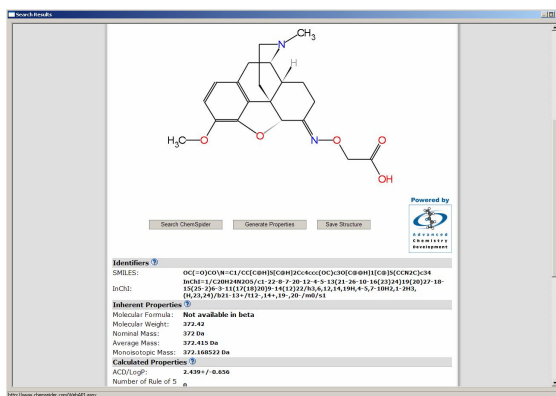 Search Results
CH3
N
H
H3C
O
O
N
O
O
OH
Powered by
Search ChemSpider
Generate Properties
Save Structure
Advanced
Chemistry
Development
Identifiers
SMILES: OC(=O)CO\N=C1/CC[C@H]5[C@H]2Cc4ccc(OC)c3O[C@@H]1[C@]5(CCN2C)c34
InChI: InChI=1/C20H24N2O5/c1-22-8-7-20-12-4-5-13(21-26-10-16(23)24)19(20)27-18-
15(25-2)6-3-11(17(18)20)9-14(12)22/h3,6,12,14,19H,4-5,7-10H2,1-2H3,
(H,23,24)/b21-13+/t12-,14+,19-,20-/m0/s1
Inherent Properties
Molecular Formula: Not available in beta
Molecular Weight: 372.42
Nominal Mass: 372 Da
Average Mass: 372.415 Da
Monoisotopic Mass: 372.168522 Da
Calculated Properties
ACD/LogP: 2.439+/-0.656
Number of Rule of 5
0